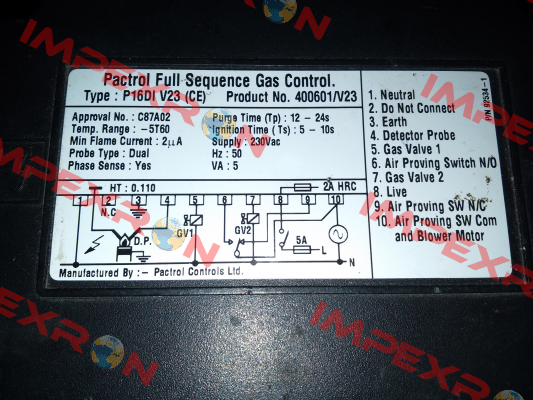 Pactrol Full Sequence Gas Control.
Type : P16DI V23 (CE) Product No. 400601/V23
Approval No. : C87A02
Temp. Range : -5T60
Min Flame Current : 2µA
Probe Type : Dual
Phase Sense : Yes
Purge Time (Tp) : 12 - 24s
Ignition Time (Ts) : 5 - 10s
Supply : 230Vac
Hz : 50
VA : 5
HT : 0.110
2A HRC
1 2 3 4 5 6 7 8 9 10
N.C
D.P.
GV1
GV2
5A
L
N
Manufactured By :- Pactrol Controls Ltd.
1. Neutral
2. Do Not Connect
3. Earth
4. Detector Probe
5. Gas Valve 1
6. Air Proving Switch N/O
7. Gas Valve 2
8. Live
9. Air Proving SW N/C
10. Air Proving SW Com
and Blower Motor
P/N 92534-1
IMPEXRON
IMPEXRON
IMPEXRON
IMPEXRON
IMPEXRON